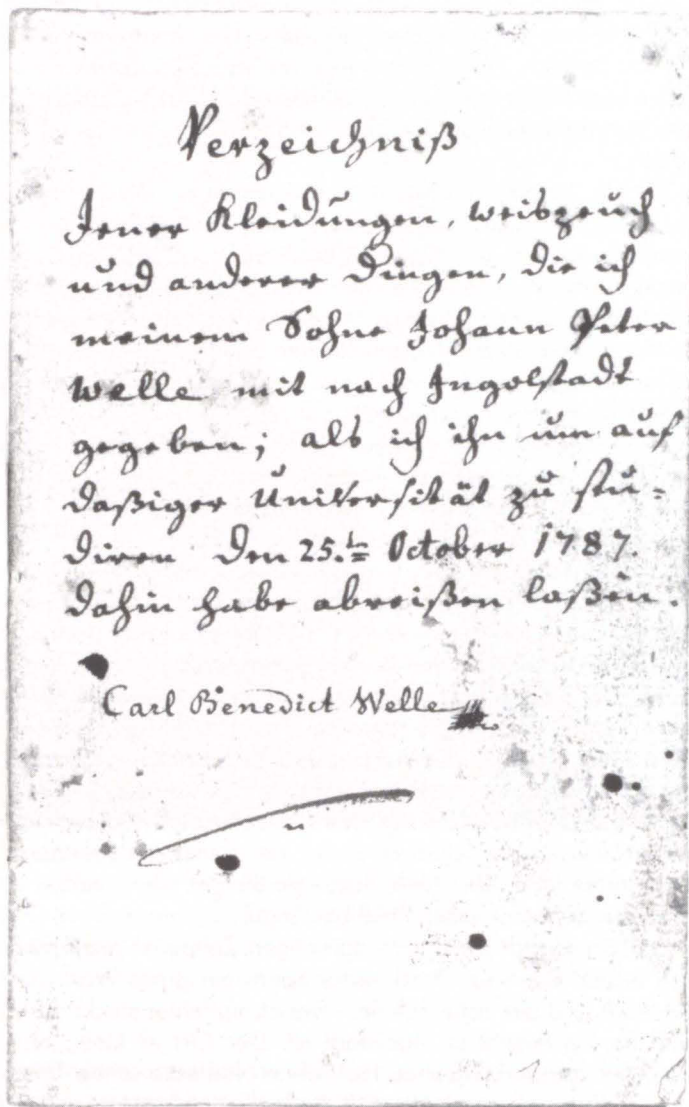 Verzeichniß
Jener Kleidungen, weiszeuch
und anderer Dingen, die ich
meinem Sohne Johann Peter
Welle mit nach Ingolstadt
gegeben; als ich ihn um auf
daßiger Universität zu stu=
diren den 25.t= October 1787.
dahin habe abreißen laßen.
Carl Benedict Welle